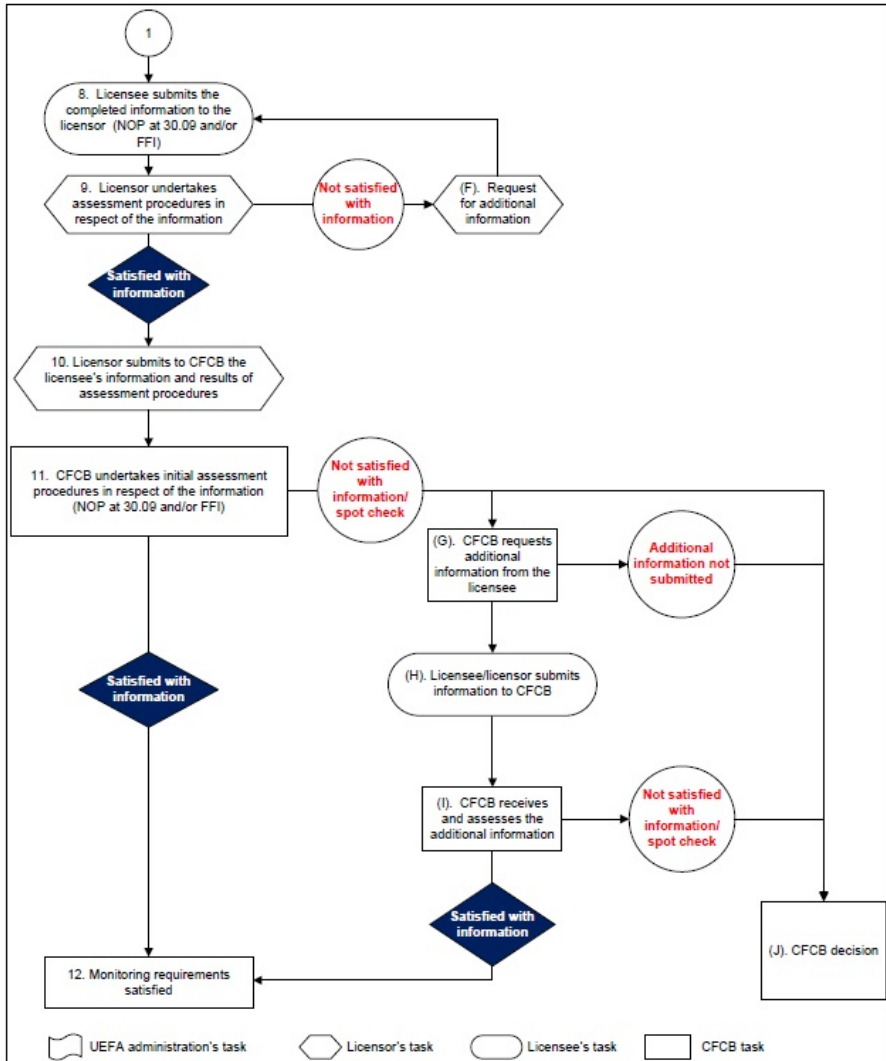 1
8. Licensee submits the
completed information to the
licensor (NOP at 30.09 and/or
FFI)
9. Licensor undertakes
assessment procedures in
respect of the information
Not satisfied
with
information
(F). Request
for additional
information
Satisfied with
information
10. Licensor submits to CFCB the
licensee's information and results of
assessment procedures
11. CFCB undertakes initial assessment
procedures in respect of the information
(NOP at 30.09 and/or FFI)
Not satisfied
with
information/
spot check
(G). CFCB requests
additional
information from the
licensee
Additional
information not
submitted
(H). Licensee/licensor submits
information to CFCB
Satisfied with
information
(I). CFCB receives
and assesses the
additional information
Not satisfied
with
information/
spot check
Satisfied with
information
(J). CFCB decision
12. Monitoring requirements
satisfied
UEFA administration's task
Licensor's task
Licensee's task
CFCB task